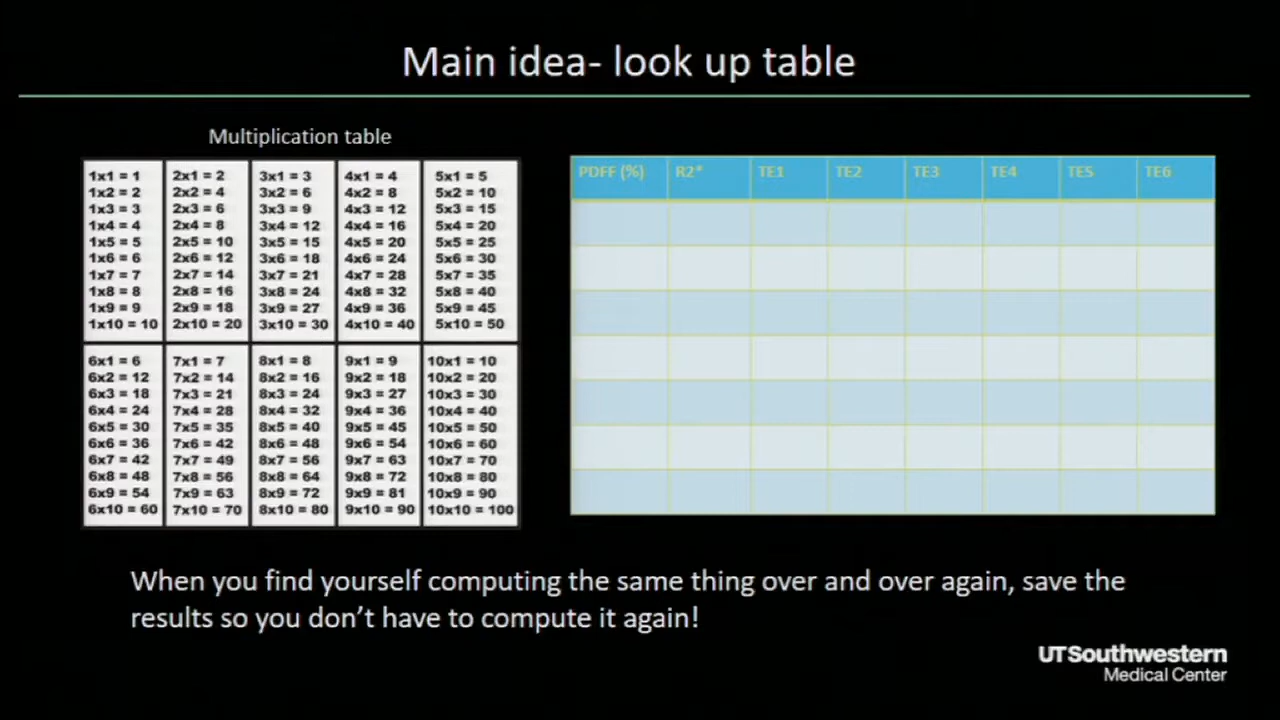 Main idea- look up table
Multiplication table
1x1 = 1
1x2 = 2
1x3 = 3
1x4 = 4
1x5 = 5
1x6 = 6
1x7 = 7
1x8 = 8
1x9 = 9
1x10 = 10
2x1 = 2
2x2 = 4
2x3 = 6
2x4 = 8
2x5 = 10
2x6 = 12
2x7 = 14
2x8 = 16
2x9 = 18
2x10 = 20
3x1 = 3
3x2 = 6
3x3 = 9
3x4 = 12
3x5 = 15
3x6 = 18
3x7 = 21
3x8 = 24
3x9 = 27
3x10 = 30
4x1 = 4
4x2 = 8
4x3 = 12
4x4 = 16
4x5 = 20
4x6 = 24
4x7 = 28
4x8 = 32
4x9 = 36
4x10 = 40
5x1 = 5
5x2 = 10
5x3 = 15
5x4 = 20
5x5 = 25
5x6 = 30
5x7 = 35
5x8 = 40
5x9 = 45
5x10 = 50
6x1 = 6
6x2 = 12
6x3 = 18
6x4 = 24
6x5 = 30
6x6 = 36
6x7 = 42
6x8 = 48
6x9 = 54
6x10 = 60
7x1 = 7
7x2 = 14
7x3 = 21
7x4 = 28
7x5 = 35
7x6 = 42
7x7 = 49
7x8 = 56
7x9 = 63
7x10 = 70
8x1 = 8
8x2 = 16
8x3 = 24
8x4 = 32
8x5 = 40
8x6 = 48
8x7 = 56
8x8 = 64
8x9 = 72
8x10 = 80
9x1 = 9
9x2 = 18
9x3 = 27
9x4 = 36
9x5 = 45
9x6 = 54
9x7 = 63
9x8 = 72
9x9 = 81
9x10 = 90
10x1 = 10
10x2 = 20
10x3 = 30
10x4 = 40
10x5 = 50
10x6 = 60
10x7 = 70
10x8 = 80
10x9 = 90
10x10 = 100
PDFF (%) R2* TE1 TE2 TE3 TE4 TE5 TE6
When you find yourself computing the same thing over and over again, save the
results so you don’t have to compute it again!
UTSouthwestern
Medical Center